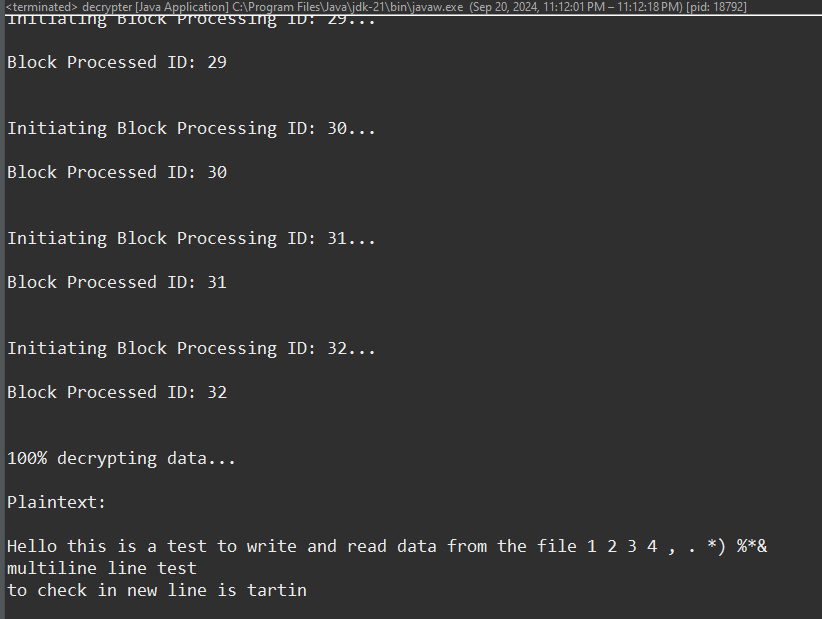 <terminated> decrypter [Java Application] C:\Program Files\Java\jdk-21\bin\javaw.exe (Sep 20, 2024, 11:12:01 PM – 11:12:18 PM) [pid: 18792]
Initiating Block Processing ID: 29...
Block Processed ID: 29
Initiating Block Processing ID: 30...
Block Processed ID: 30
Initiating Block Processing ID: 31...
Block Processed ID: 31
Initiating Block Processing ID: 32...
Block Processed ID: 32
100% decrypting data...
Plaintext:
Hello this is a test to write and read data from the file 1 2 3 4 , . *) %*&
multiline line test
to check in new line is tartin